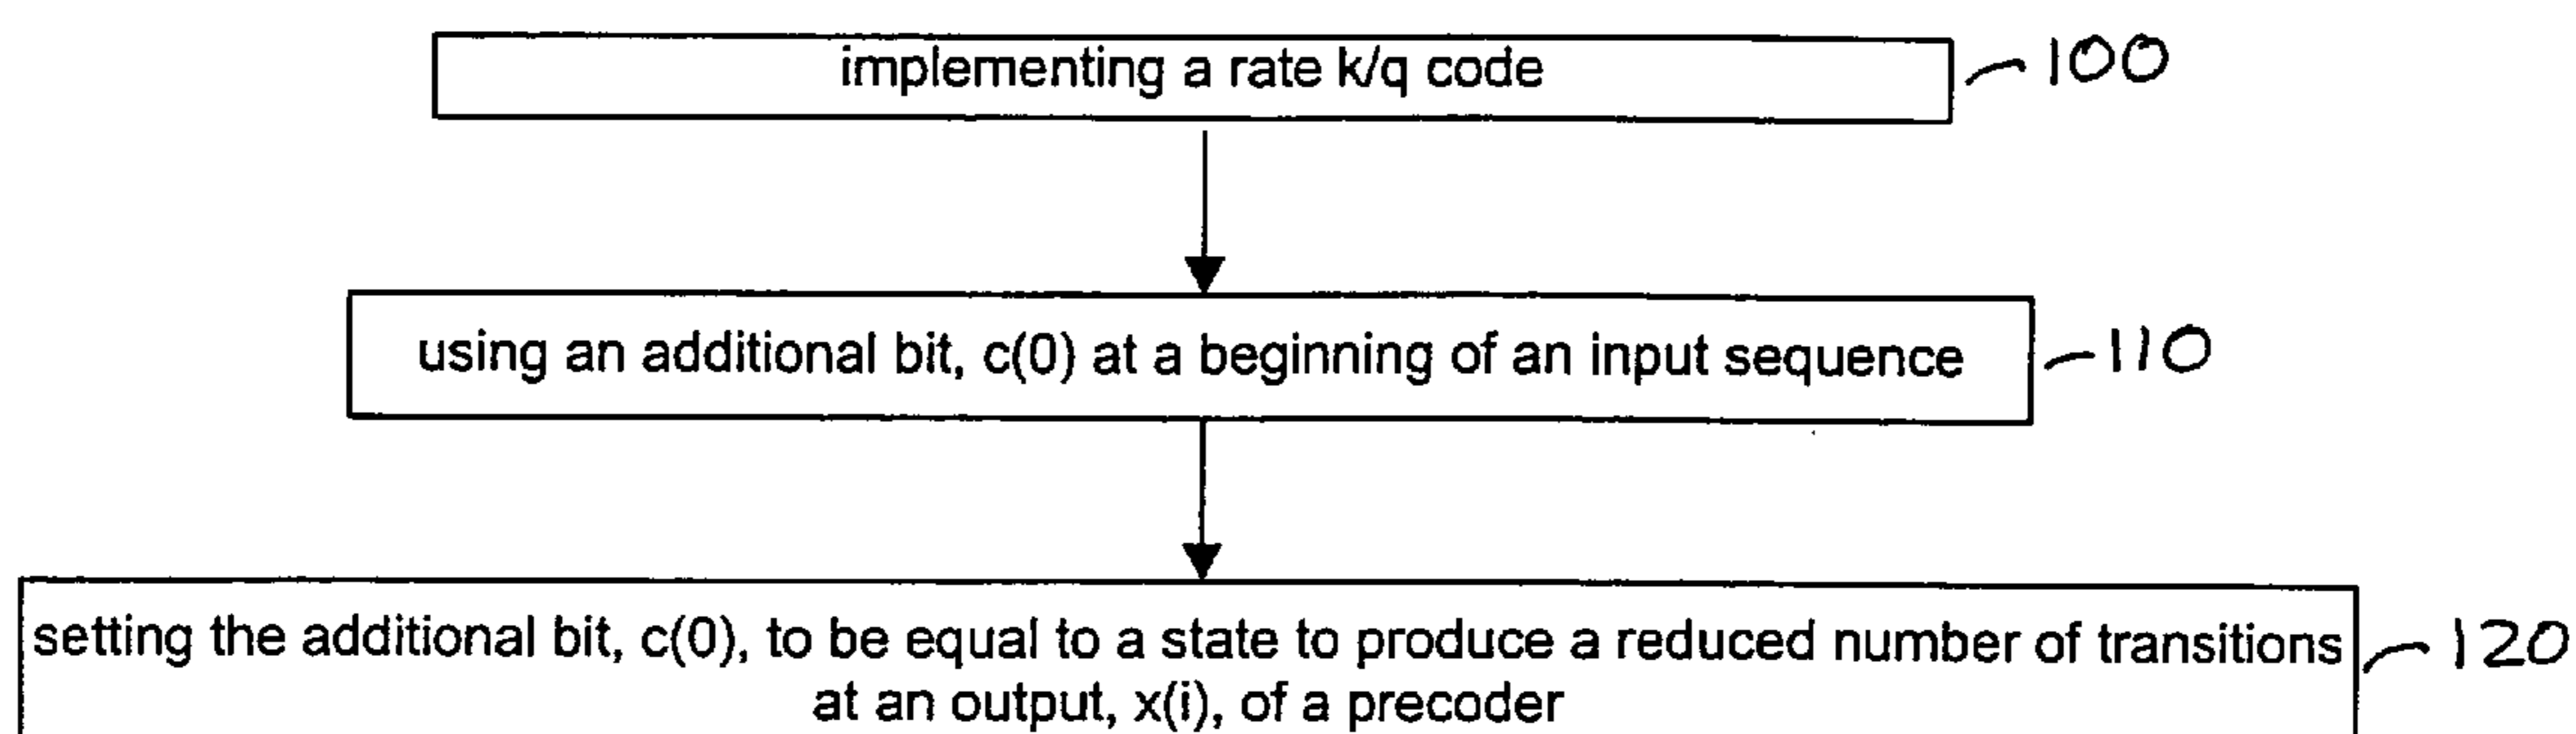 implementing a rate k/q code 100
using an additional bit, c(0) at a beginning of an input sequence 110
setting the additional bit, c(0), to be equal to a state to produce a reduced number of transitions 120
at an output, x(i), of a precoder